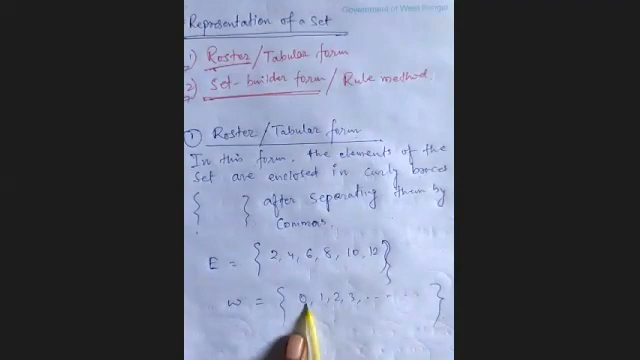 Government of West Bengal
Representation of a Set
1) Roster/Tabular form
2) Set-builder form/ Rule method.
① Roster/Tabular form
In this form, the elements of the
set are enclosed in curly braces
{ } after separating them by
commas.
E = { 2, 4, 6, 8, 10, 12}
W = { 0, 1, 2, 3, ------ }